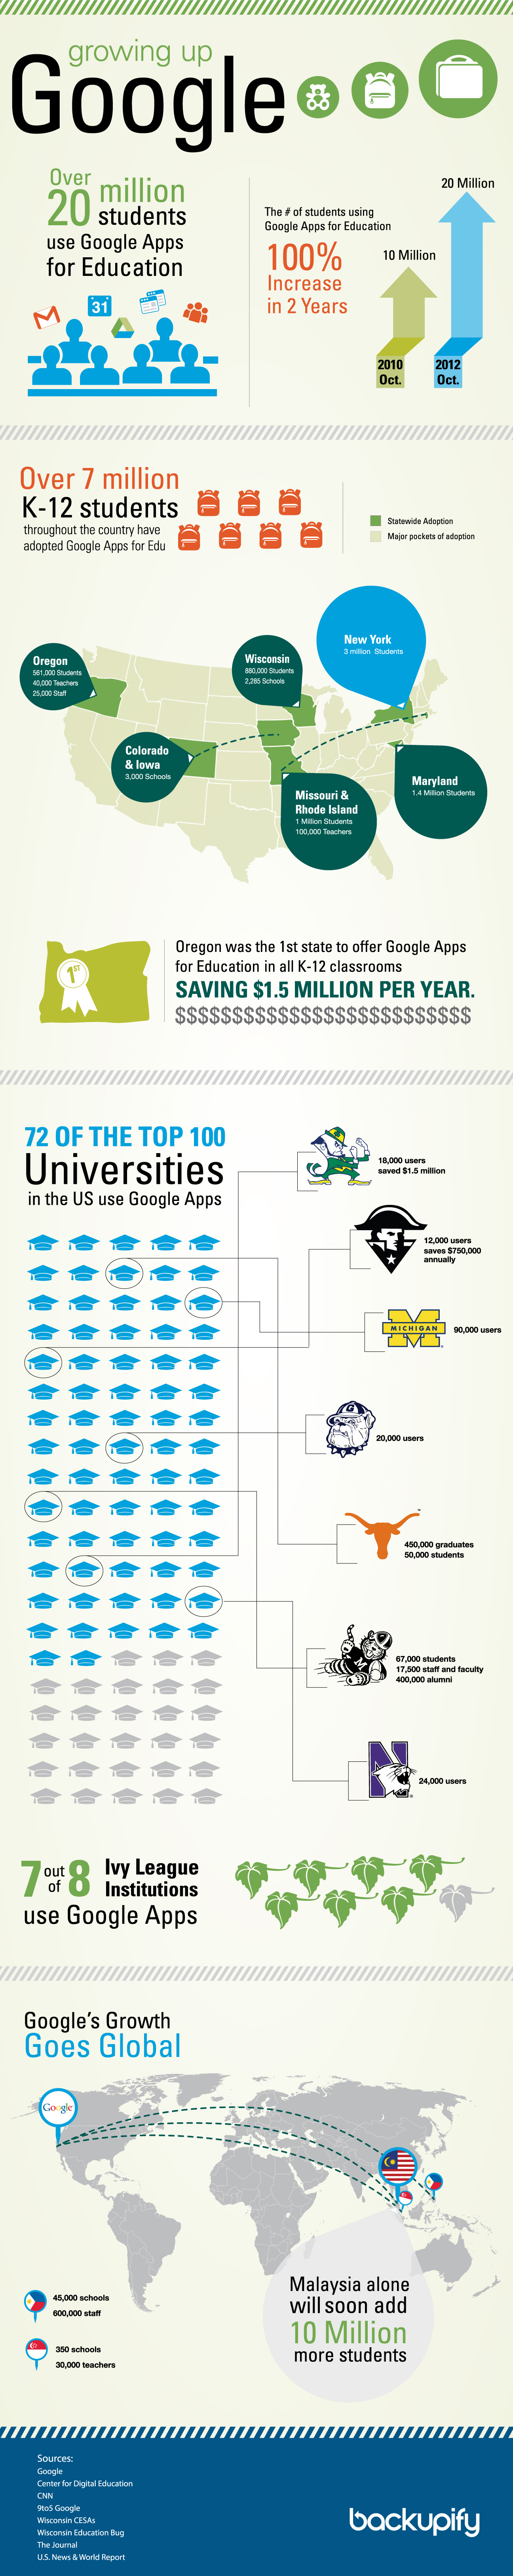 growing up
Google
Over
20 million
students
use Google Apps
for Education
31
The # of students using
Google Apps for Education
100%
Increase
in 2 Years
10 Million
20 Million
2010
Oct.
2012
Oct.
Over 7 million
K-12 students
throughout the country have
adopted Google Apps for Edu
Statewide Adoption
Major pockets of adoption
Oregon
561,000 Students
40,000 Teachers
25,000 Staff
Wisconsin
880,000 Students
2,285 Schools
New York
3 million Students
Colorado
& Iowa
3,000 Schools
Missouri &
Rhode Island
1 Million Students
100,000 Teachers
Maryland
1.4 Million Students
1ST
Oregon was the 1st state to offer Google Apps
for Education in all K-12 classrooms
SAVING $1.5 MILLION PER YEAR.
$$$$$$$$$$$$$$$$$$$$$$$$$$
72 OF THE TOP 100
Universities
in the US use Google Apps
18,000 users
saved $1.5 million
12,000 users
saves $750,000
annually
MICHIGAN
90,000 users
G
20,000 users
450,000 graduates
50,000 students
67,000 students
17,500 staff and faculty
400,000 alumni
N
24,000 users
7 out of 8 Ivy League
Institutions
use Google Apps
Google's Growth
Goes Global
Google
Malaysia alone
will soon add
10 Million
more students
45,000 schools
600,000 staff
350 schools
30,000 teachers
Sources:
Google
Center for Digital Education
CNN
9to5 Google
Wisconsin CESAs
Wisconsin Education Bug
The Journal
U.S. News & World Report
backupify